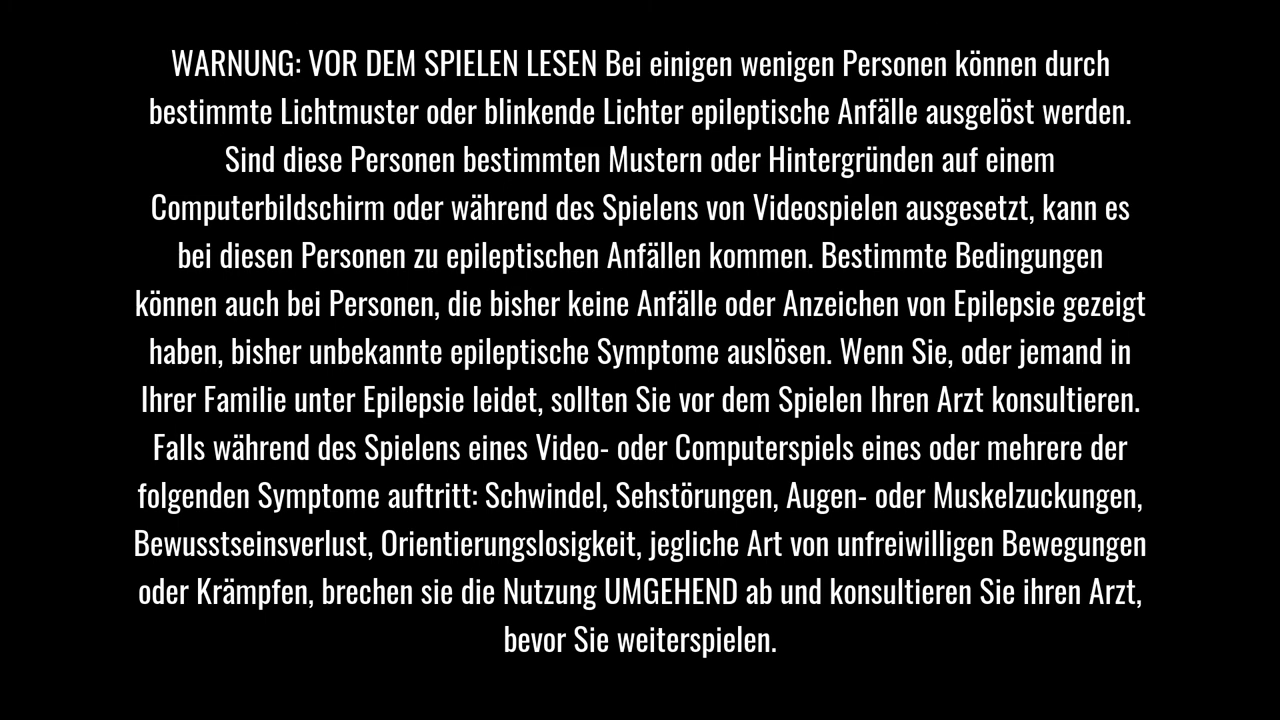 WARNUNG: VOR DEM SPIELEN LESEN Bei einigen wenigen Personen können durch
bestimmte Lichtmuster oder blinkende Lichter epileptische Anfälle ausgelöst werden.
Sind diese Personen bestimmten Mustern oder Hintergründen auf einem
Computerbildschirm oder während des Spielens von Videospielen ausgesetzt, kann es
bei diesen Personen zu epileptischen Anfällen kommen. Bestimmte Bedingungen
können auch bei Personen, die bisher keine Anfälle oder Anzeichen von Epilepsie gezeigt
haben, bisher unbekannte epileptische Symptome auslösen. Wenn Sie, oder jemand in
Ihrer Familie unter Epilepsie leidet, sollten Sie vor dem Spielen Ihren Arzt konsultieren.
Falls während des Spielens eines Video- oder Computerspiels eines oder mehrere der
folgenden Symptome auftritt: Schwindel, Sehstörungen, Augen- oder Muskelzuckungen,
Bewusstseinsverlust, Orientierungslosigkeit, jegliche Art von unfreiwilligen Bewegungen
oder Krämpfen, brechen sie die Nutzung UMGEHEND ab und konsultieren Sie ihren Arzt,
bevor Sie weiterspielen.